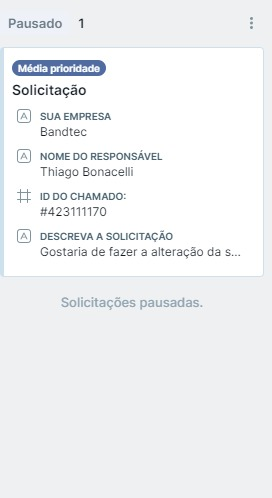 Pausado 1
Média prioridade
Solicitação
SUA EMPRESA
Bandtec
NOME DO RESPONSÁVEL
Thiago Bonacelli
ID DO CHAMADO:
#423111170
DESCREVA A SOLICITAÇÃO
Gostaria de fazer a alteração da s...
Solicitações pausadas.